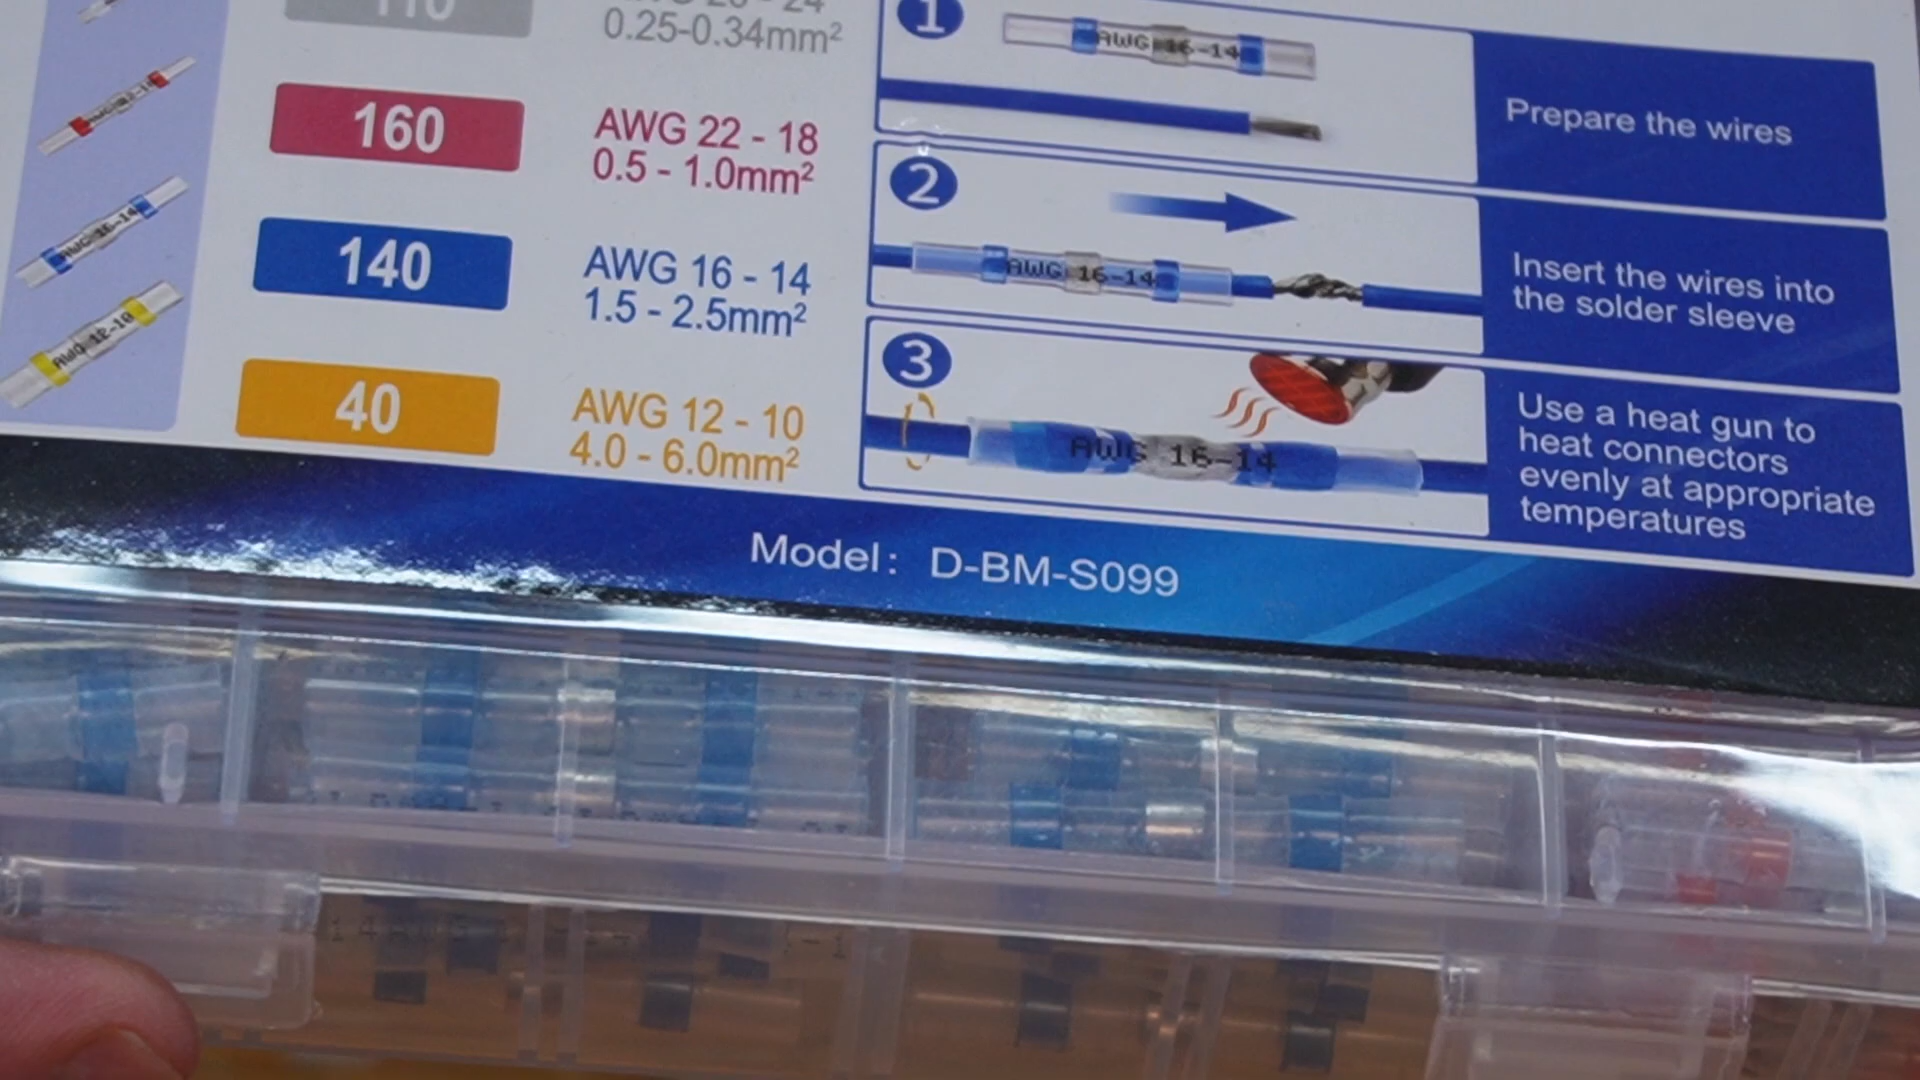 110
0.25-0.34mm²
160
AWG 22 - 18
0.5 - 1.0mm²
140
AWG 16 - 14
1.5 - 2.5mm²
40
AWG 12 - 10
4.0 - 6.0mm²
AWG 16-14
AWG 12-10
1
AWG 16-14
Prepare the wires
2
AWG 16-14
Insert the wires into
the solder sleeve
3
AWG 16-14
Use a heat gun to
heat connectors
evenly at appropriate
temperatures
Model: D-BM-S099